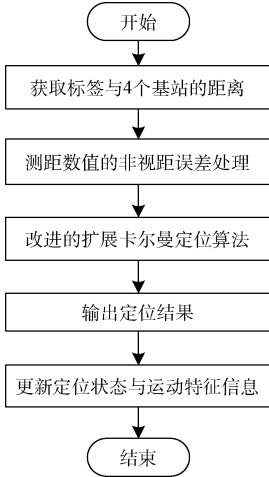 开始
获取标签与4个基站的距离
测距数值的非视距误差处理
改进的扩展卡尔曼定位算法
输出定位结果
更新定位状态与运动特征信息
结束